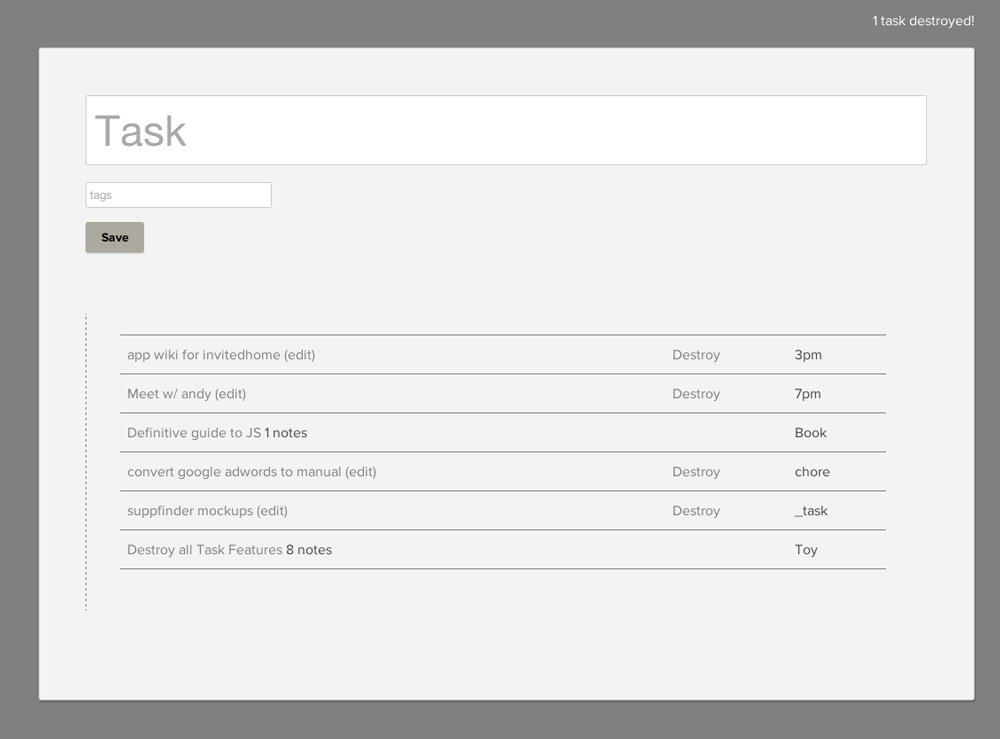 1 task destroyed!
Task
tags
Save
app wiki for invitedhome (edit) Destroy 3pm
Meet w/ andy (edit) Destroy 7pm
Definitive guide to JS 1 notes Book
convert google adwords to manual (edit) Destroy chore
suppfinder mockups (edit) Destroy _task
Destroy all Task Features 8 notes Toy